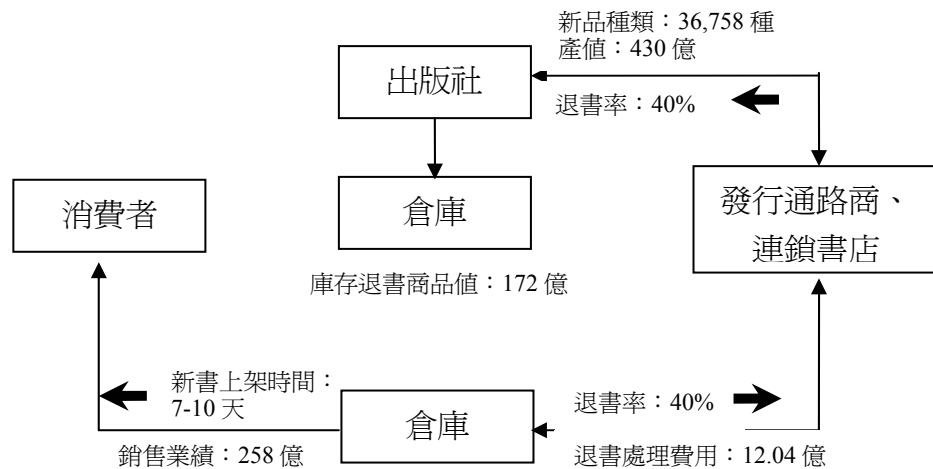 新品種類：36,758 種
產值：430 億
出版社
退書率：40%
消費者
倉庫
發行通路商、
連鎖書店
庫存退書商品值：172 億
新書上架時間：
7-10 天
倉庫
退書率：40%
銷售業績：258 億
退書處理費用：12.04 億